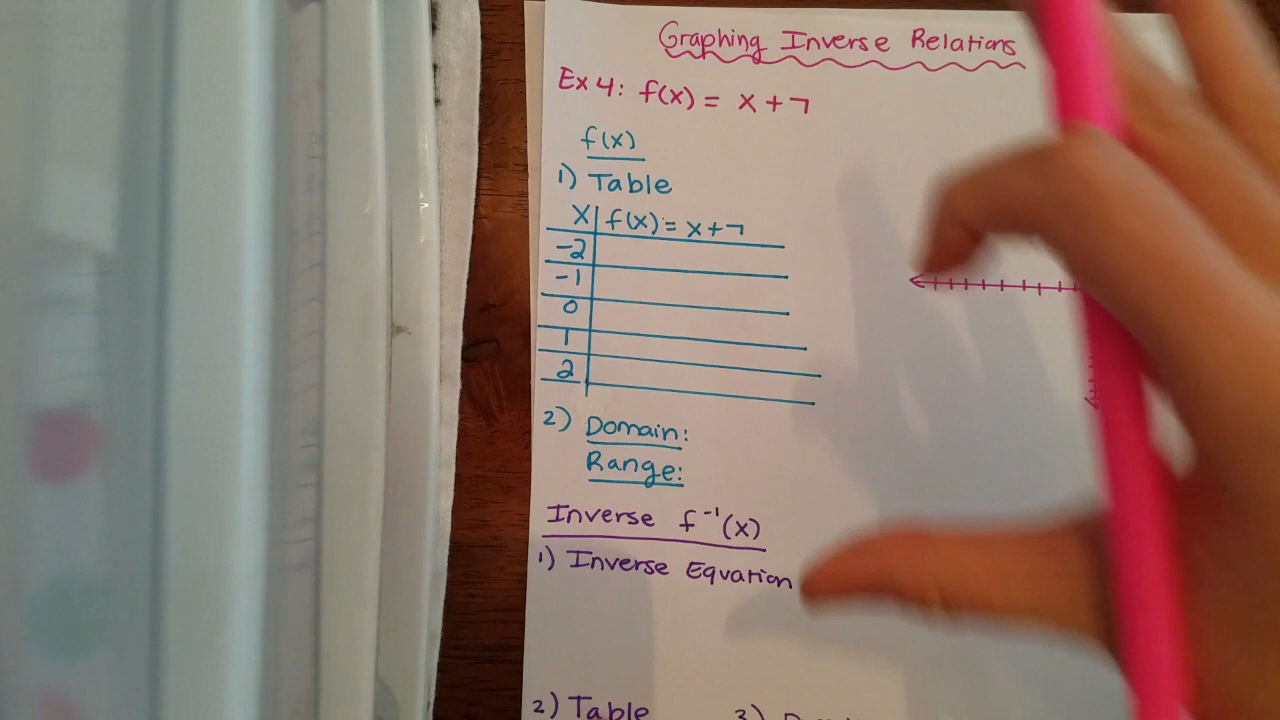 Graphing Inverse Relations
Ex 4: f(x) = x + 7
f(x)
1) Table
x f(x) = x + 7
-2
-1
0
1
2
2) Domain:
Range:
Inverse f⁻¹(x)
1) Inverse Equation
2) Table 3)